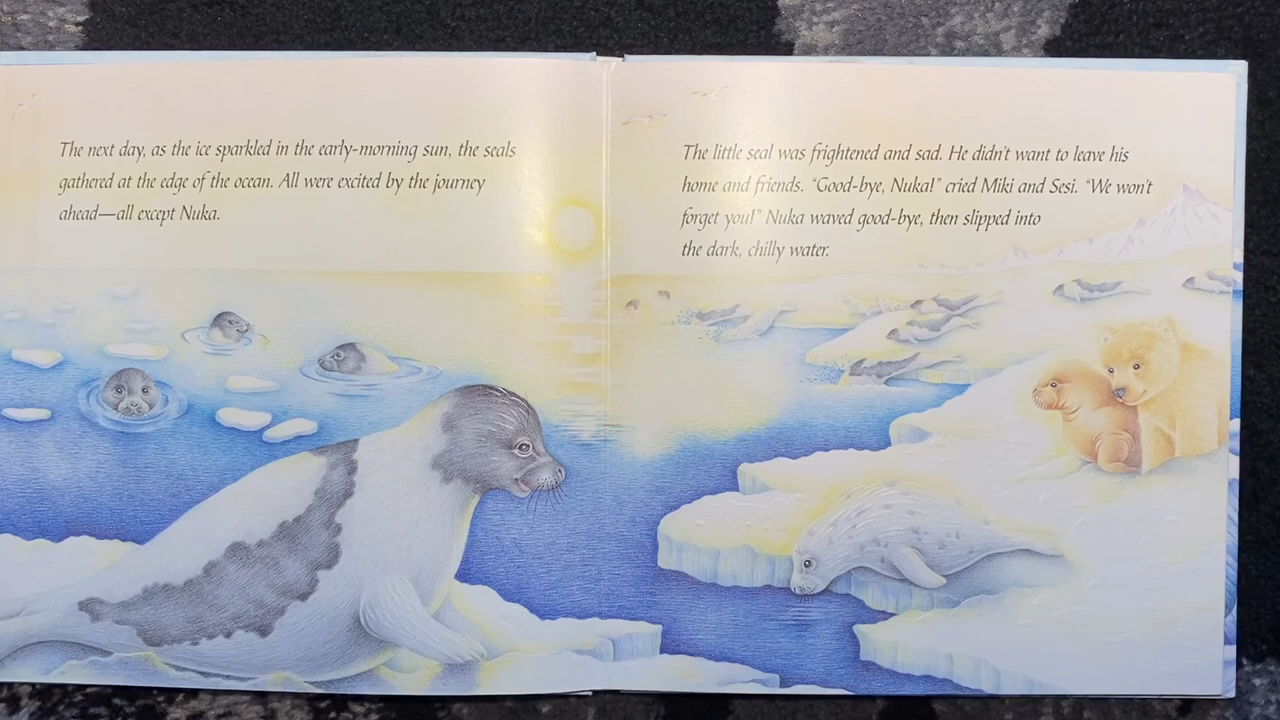 The next day, as the ice sparkled in the early-morning sun, the seals
gathered at the edge of the ocean. All were excited by the journey
ahead—all except Nuka.
The little seal was frightened and sad. He didn't want to leave his
home and friends. “Good-bye, Nuka!” cried Miki and Sesi. “We won't
forget you!” Nuka waved good-bye, then slipped into
the dark, chilly water.